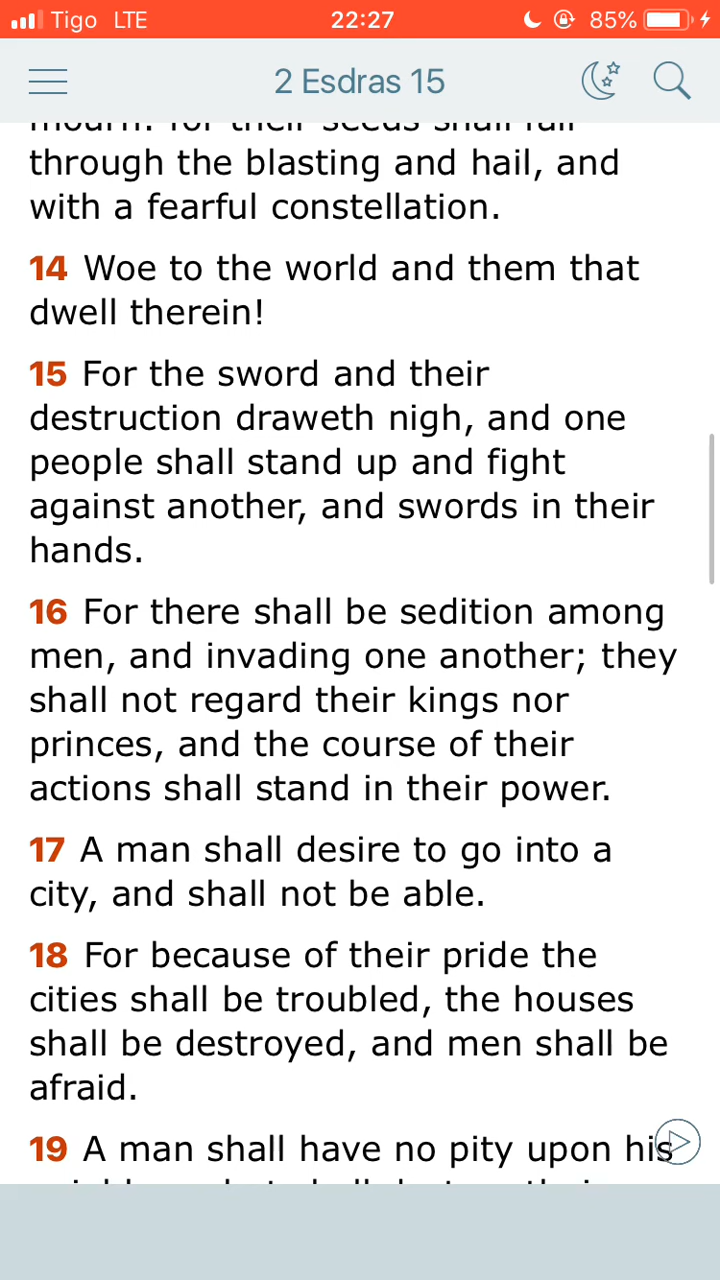 Tigo LTE 22:27 85%
2 Esdras 15
through the blasting and hail, and
with a fearful constellation.
14 Woe to the world and them that
dwell therein!
15 For the sword and their
destruction draweth nigh, and one
people shall stand up and fight
against another, and swords in their
hands.
16 For there shall be sedition among
men, and invading one another; they
shall not regard their kings nor
princes, and the course of their
actions shall stand in their power.
17 A man shall desire to go into a
city, and shall not be able.
18 For because of their pride the
cities shall be troubled, the houses
shall be destroyed, and men shall be
afraid.
19 A man shall have no pity upon his